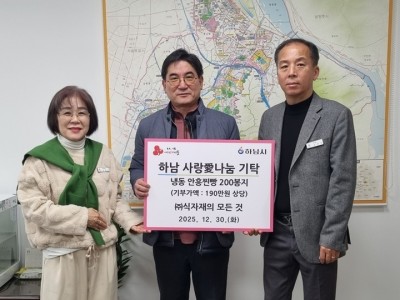 하남시
하남 사랑愛나눔 기탁
냉동 안흥찐빵 200봉지
(기부가액 : 190만원 상당)
㈜식자재의 모든 것
2025. 12. 30.(화)